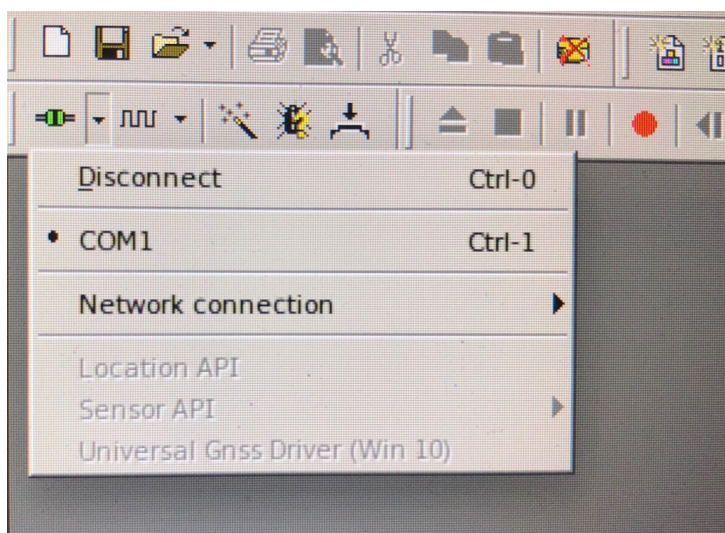 Disconnect Ctrl-0
COM1 Ctrl-1
Network connection
Location API
Sensor API
Universal Gnss Driver (Win 10)